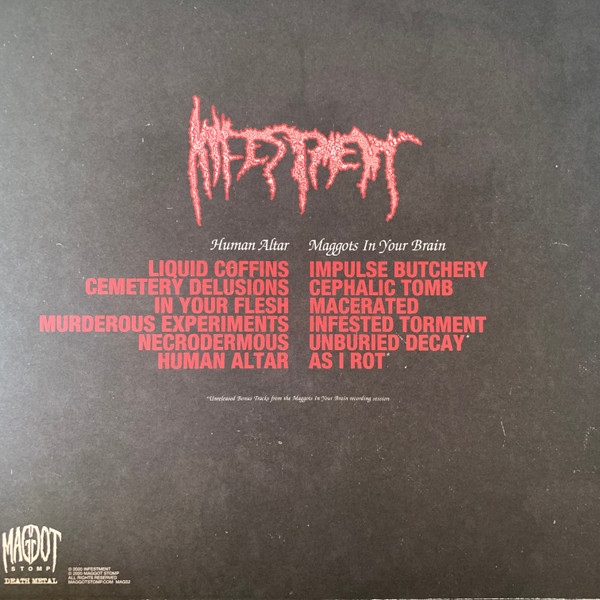 INFESTMENT
Human Altar
LIQUID COFFINS
CEMETERY DELUSIONS
IN YOUR FLESH
MURDEROUS EXPERIMENTS
NECRODERMOUS
HUMAN ALTAR
Maggots In Your Brain
IMPULSE BUTCHERY
CEPHALIC TOMB
MACERATED
INFESTED TORMENT
UNBURIED DECAY*
AS I ROT*
*Unreleased Bonus Tracks from the Maggots In Your Brain recording session
MAGGOT
STOMP
DEATH METAL
© 2020 INFESTMENT
℗ 2020 MAGGOT STOMP
ALL RIGHTS RESERVED
MAGGOTSTOMP.COM